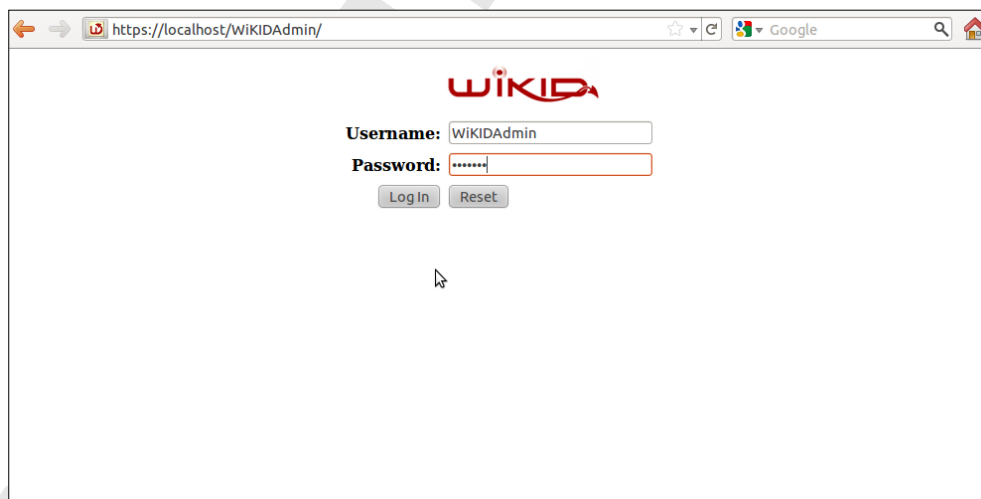 https://localhost/WiKIDAdmin/
Google
WiKID
Username: WiKIDAdmin
Password: •••••••
Log In Reset